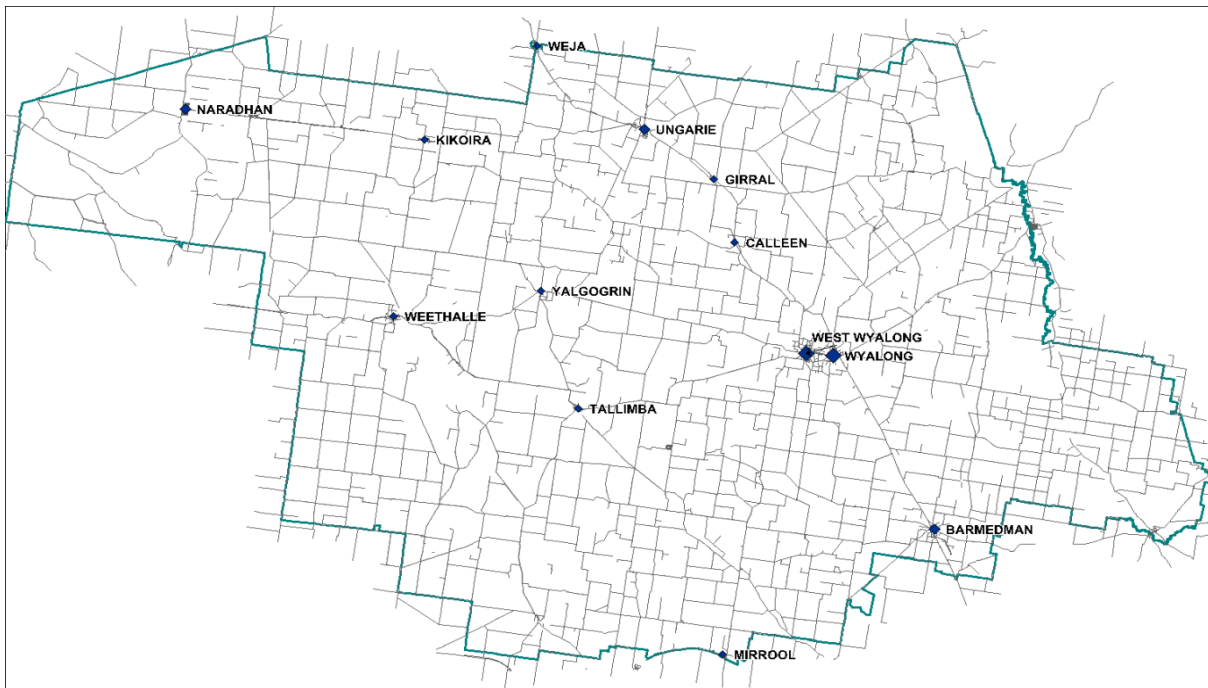 WEJA
NARADHAN
UNGARIE
KIKOIRA
GIRRAL
CALLEEN
YALGOGRIN
WEETHALLE
WEST WYALONG
WYALONG
TALLIMBA
BARMEDMAN
MIRROOL